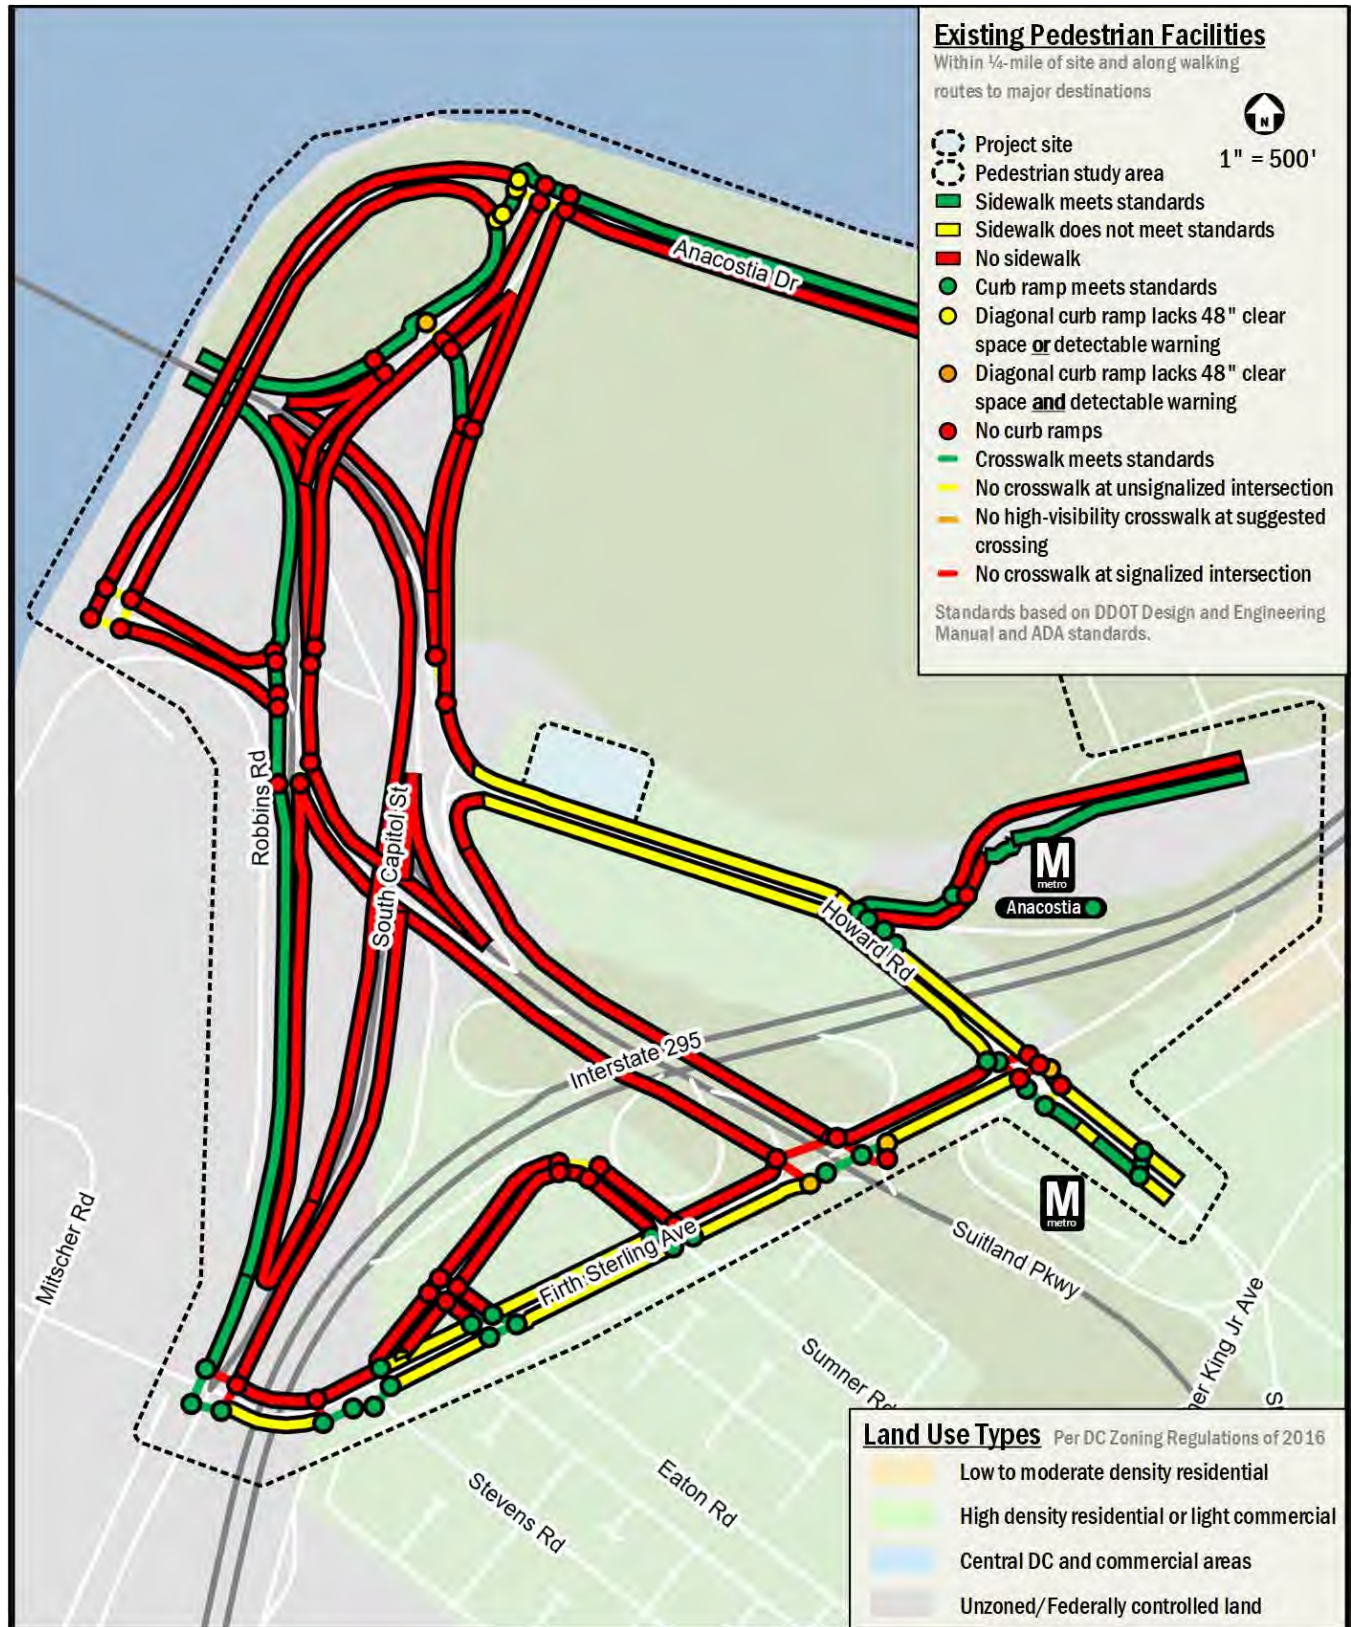 Existing Pedestrian Facilities
Within ¼-mile of site and along walking
routes to major destinations
N
1" = 500'
Project site
Pedestrian study area
Sidewalk meets standards
Sidewalk does not meet standards
No sidewalk
Curb ramp meets standards
Diagonal curb ramp lacks 48" clear
space or detectable warning
Diagonal curb ramp lacks 48" clear
space and detectable warning
No curb ramps
Crosswalk meets standards
No crosswalk at unsignalized intersection
No high-visibility crosswalk at suggested
crossing
No crosswalk at signalized intersection
Standards based on DDOT Design and Engineering
Manual and ADA standards.
Anacostia Dr
Robbins Rd
South Capitol St
Howard Rd
M
metro
Anacostia
Interstate 295
M
metro
Mitscher Rd
Firth Sterling Ave
Suitland Pkwy
Sumner Rd
her King Jr Ave
St
Stevens Rd
Eaton Rd
Land Use Types Per DC Zoning Regulations of 2016
Low to moderate density residential
High density residential or light commercial
Central DC and commercial areas
Unzoned/Federally controlled land